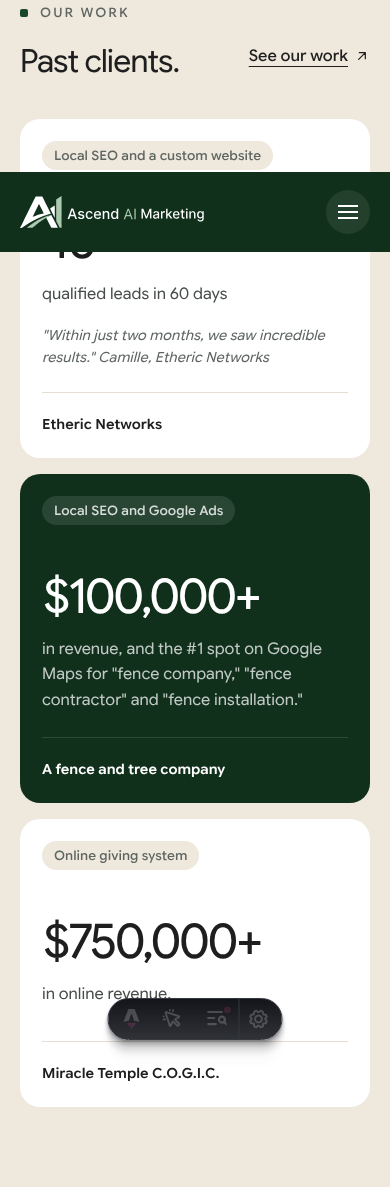 OUR WORK
Past clients.
See our work
Local SEO and a custom website
Ascend AI Marketing
qualified leads in 60 days
"Within just two months, we saw incredible
results." Camille, Etheric Networks
Etheric Networks
Local SEO and Google Ads
$100,000+
in revenue, and the #1 spot on Google
Maps for "fence company," "fence
contractor" and "fence installation."
A fence and tree company
Online giving system
$750,000+
in online revenue.
Miracle Temple C.O.G.I.C.